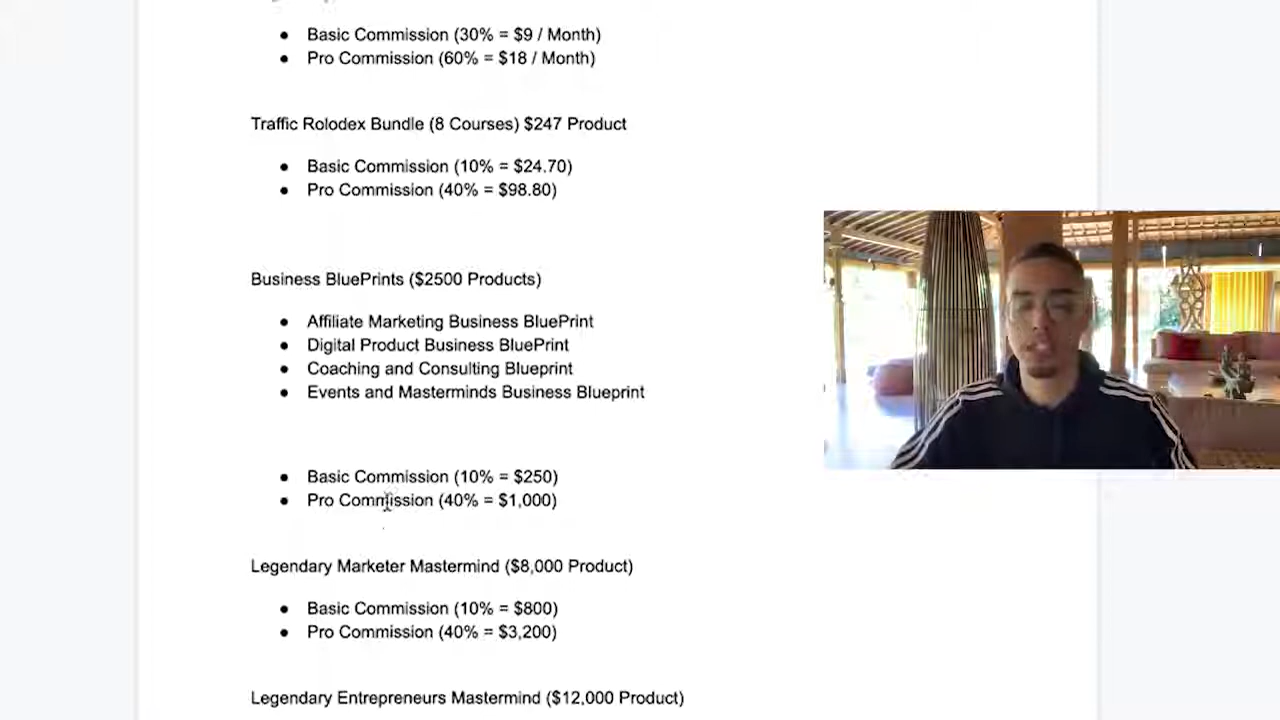 Basic Commission (30% = $9 / Month)
Pro Commission (60% = $18 / Month)
Traffic Rolodex Bundle (8 Courses) $247 Product
Basic Commission (10% = $24.70)
Pro Commission (40% = $98.80)
Business BluePrints ($2500 Products)
Affiliate Marketing Business BluePrint
Digital Product Business BluePrint
Coaching and Consulting Blueprint
Events and Masterminds Business Blueprint
Basic Commission (10% = $250)
Pro Commission (40% = $1,000)
Legendary Marketer Mastermind ($8,000 Product)
Basic Commission (10% = $800)
Pro Commission (40% = $3,200)
Legendary Entrepreneurs Mastermind ($12,000 Product)